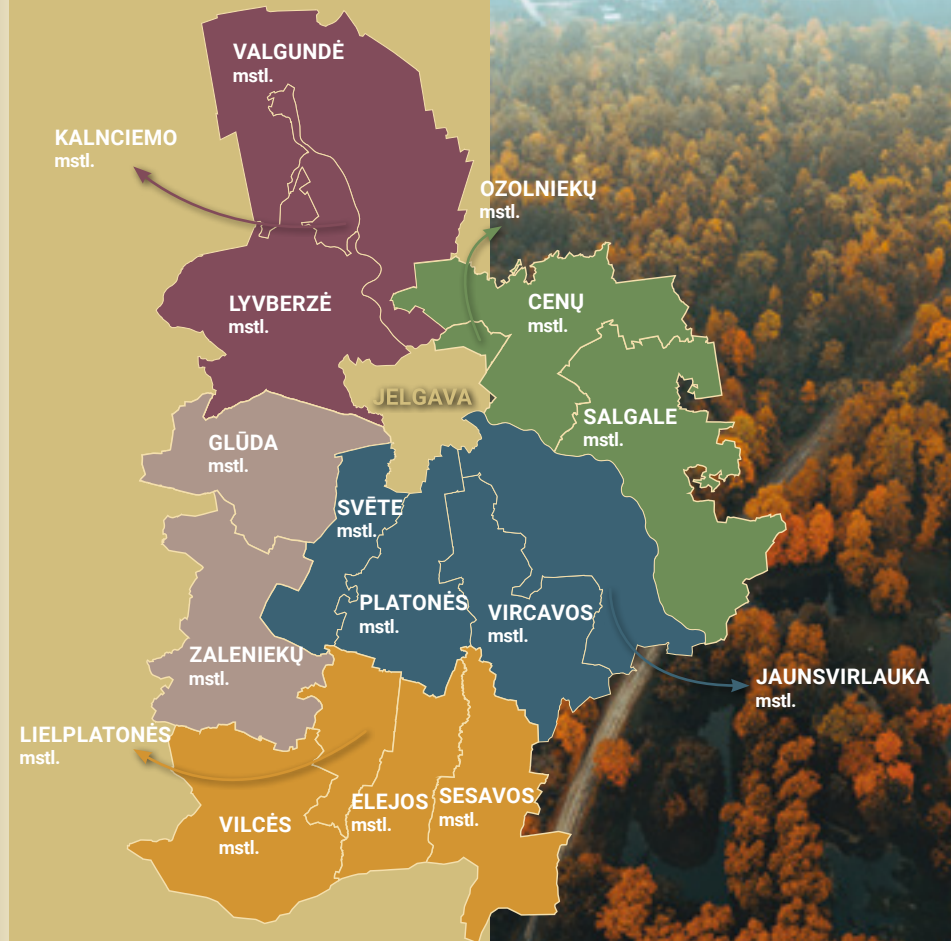 VALGUNDĖ
mstl.
KALNCIEMO
mstl.
OZOLNIEKŲ
mstl.
LYVBERZĖ
mstl.
CENŲ
mstl.
JELGAVA
SALGALE
mstl.
GLŪDA
mstl.
SVĒTE
mstl.
PLATONĖS
mstl.
VIRCAVOS
mstl.
ZALENIEKŲ
mstl.
JAUNSVIRLAUKA
mstl.
LIELPLATONĖS
mstl.
ELEJOS
mstl.
SESAVOS
mstl.
VILCĖS
mstl.